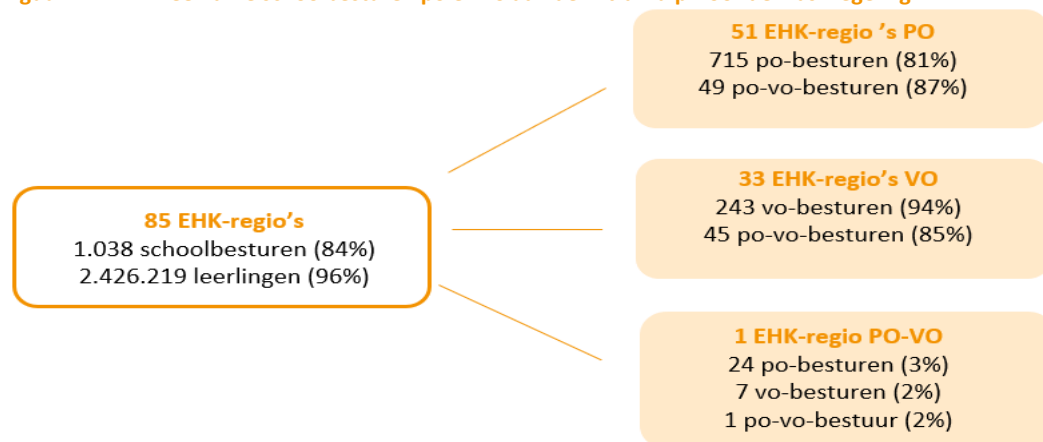 51 EHK-regio 's PO
715 po-besturen (81%)
49 po-vo-besturen (87%)
85 EHK-regio's
1.038 schoolbesturen (84%)
2.426.219 leerlingen (96%)
33 EHK-regio's VO
243 vo-besturen (94%)
45 po-vo-besturen (85%)
1 EHK-regio PO-VO
24 po-besturen (3%)
7 vo-besturen (2%)
1 po-vo-bestuur (2%)